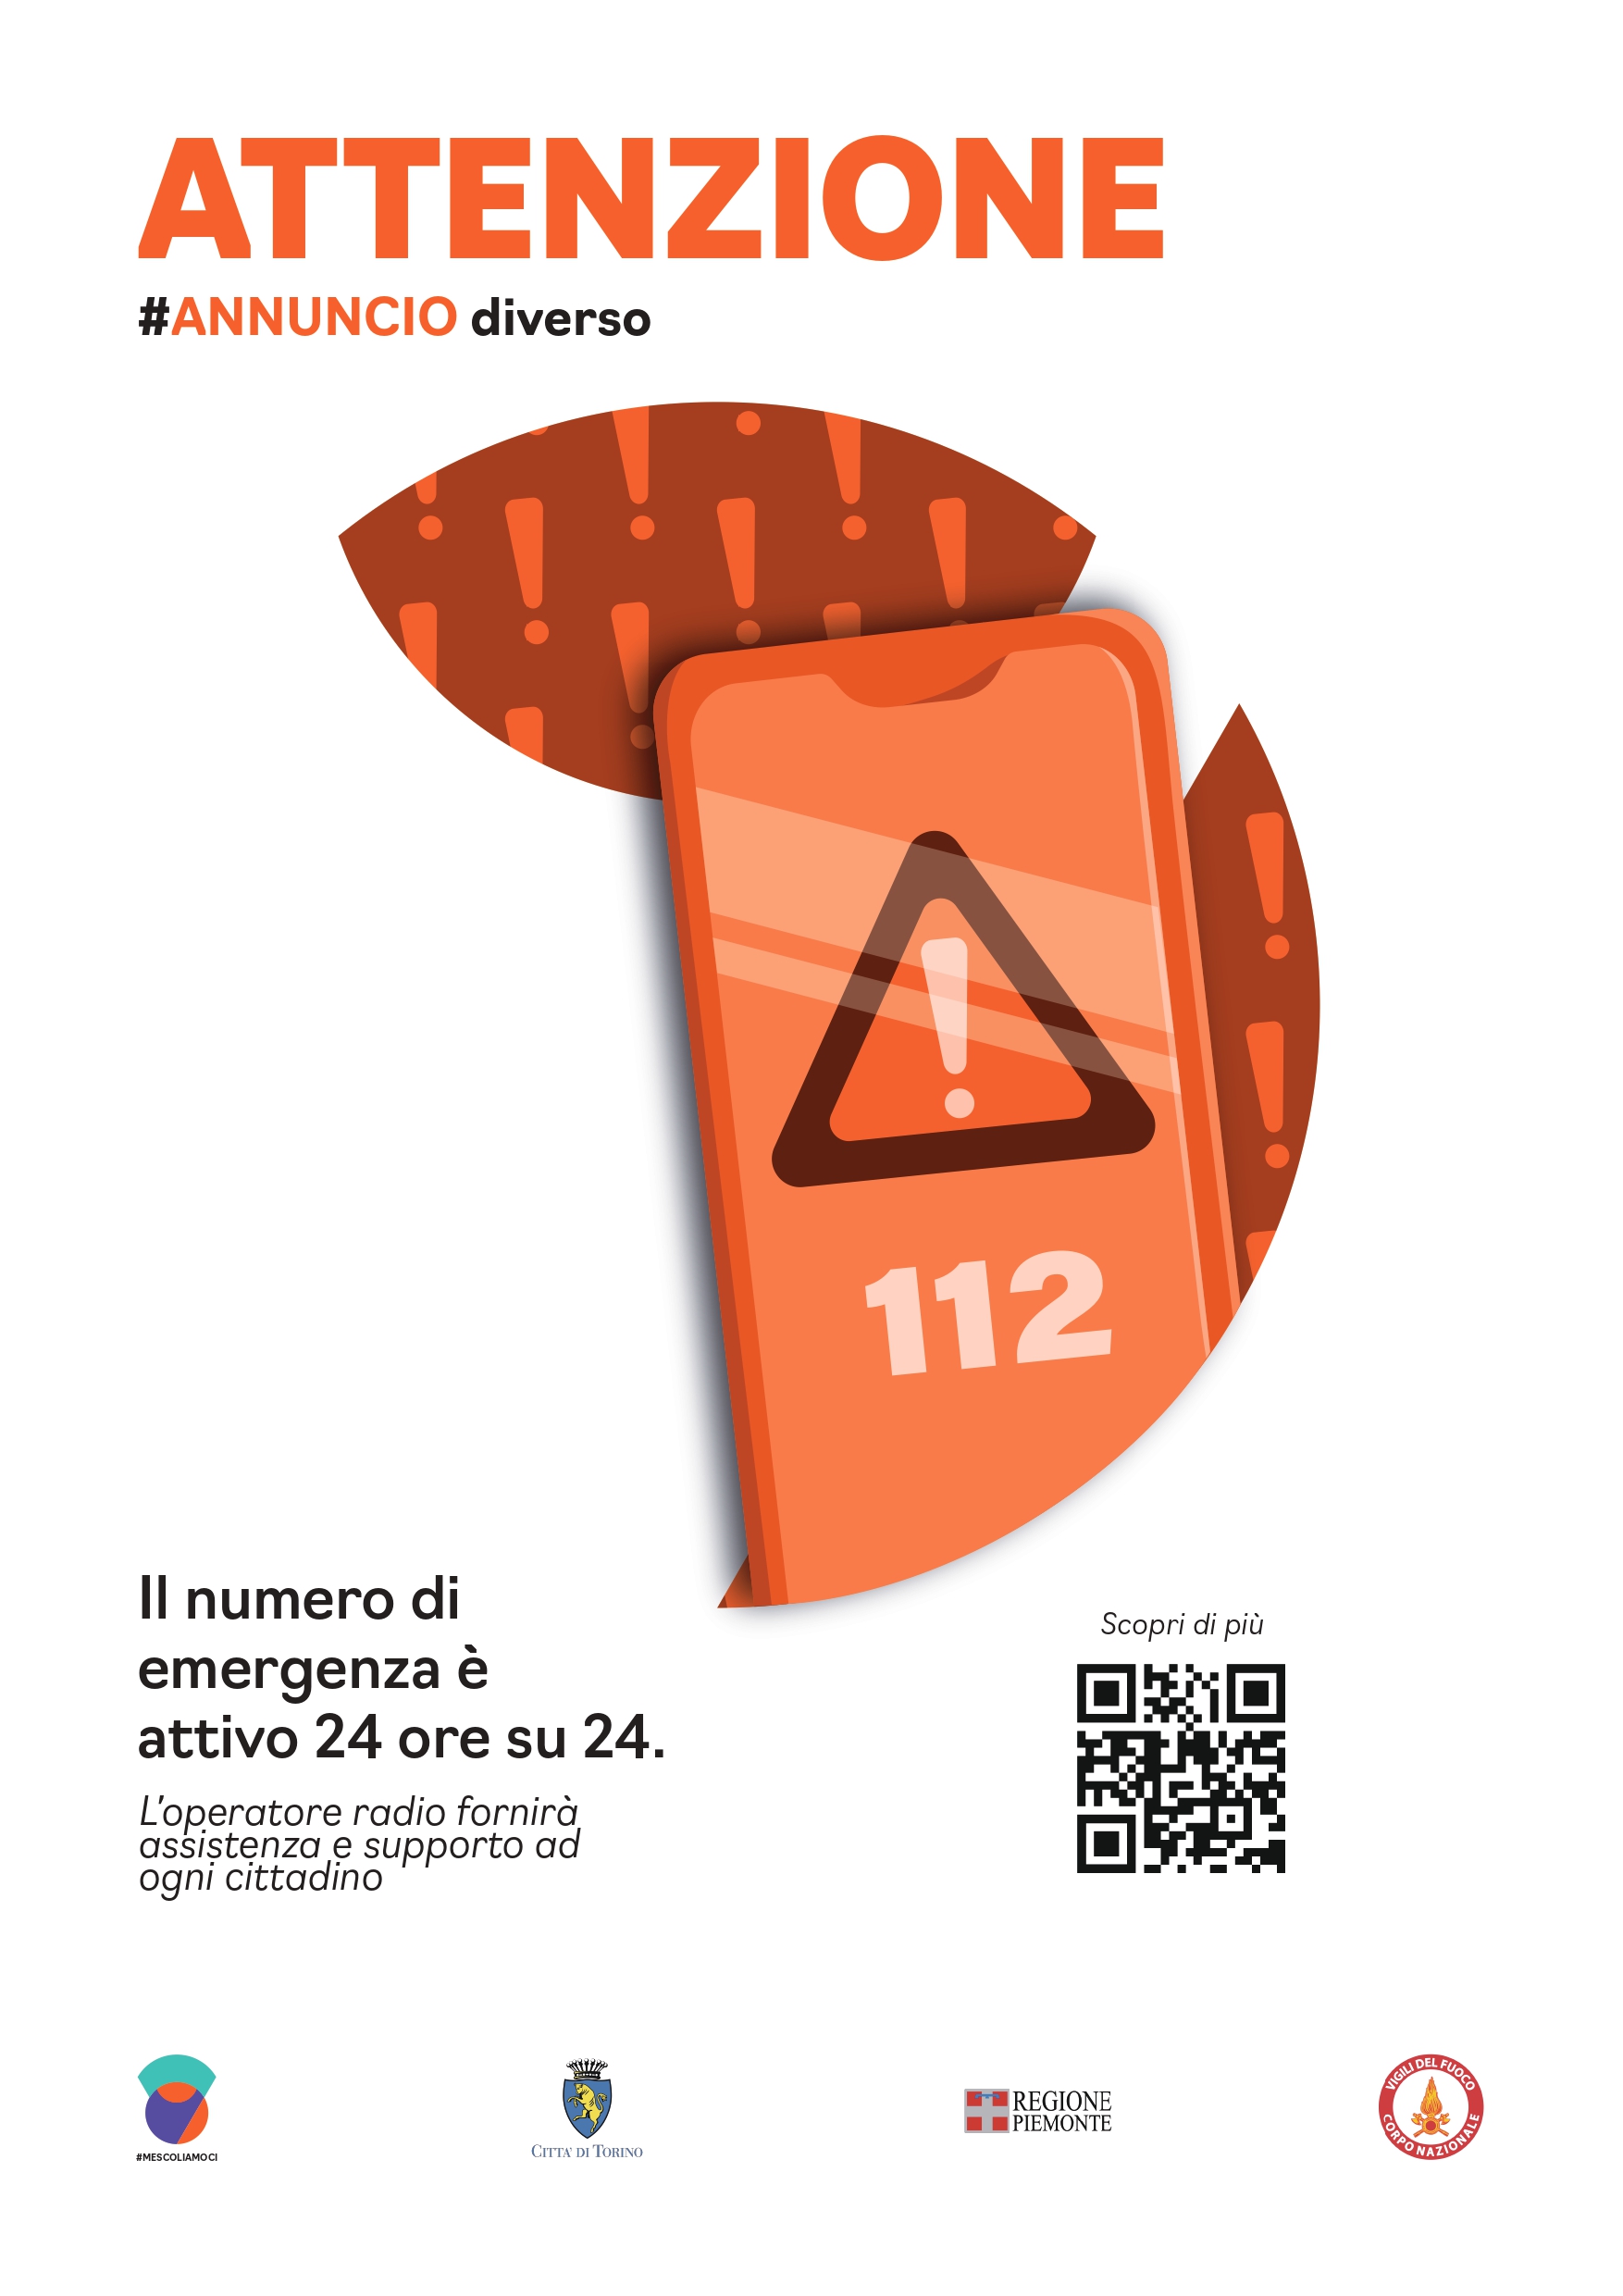 ATTENZIONE
#ANNUNCIO diverso
112
Il numero di
emergenza è
attivo 24 ore su 24.
L'operatore radio fornirà
assistenza e supporto ad
ogni cittadino
Scopri di più
#MESCOLIAMOCI
CITTA' DI TORINO
REGIONE
PIEMONTE
VIGILI DEL FUOCO
CORPO NAZIONALE